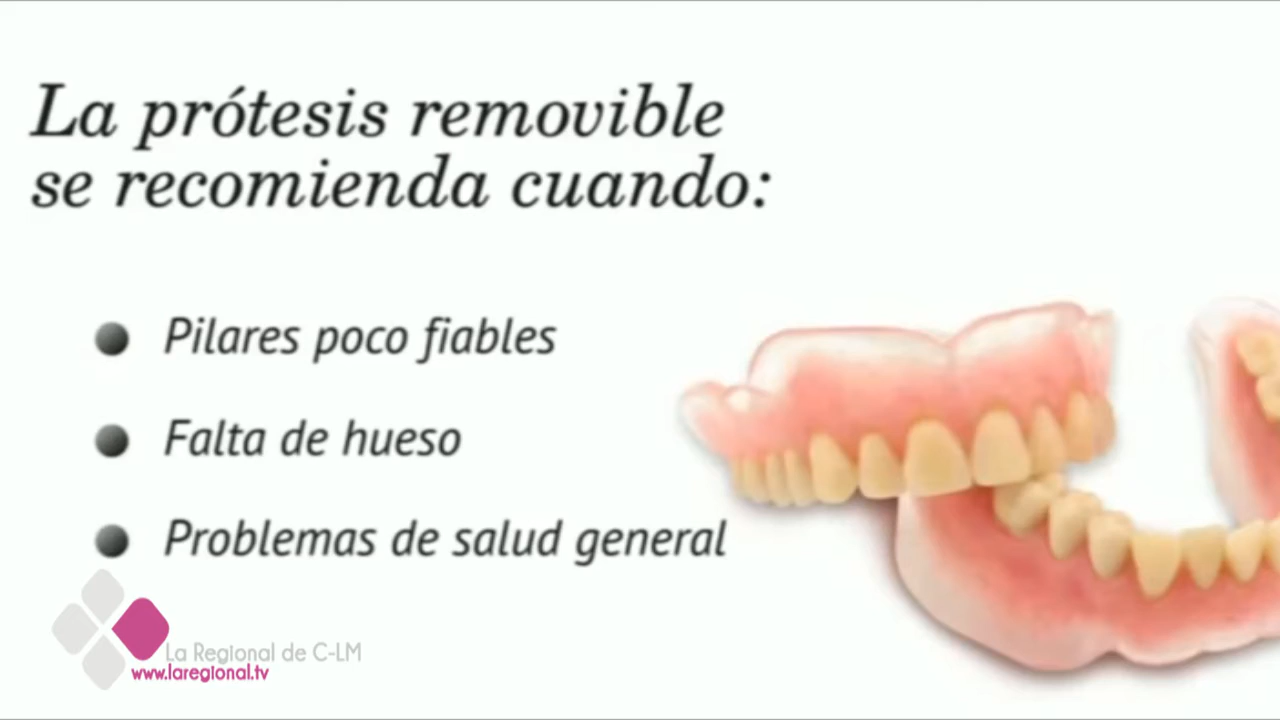 La prótesis removible
se recomienda cuando:
Pilares poco fiables
Falta de hueso
Problemas de salud general
La Regional de C-LM
www.laregional.tv